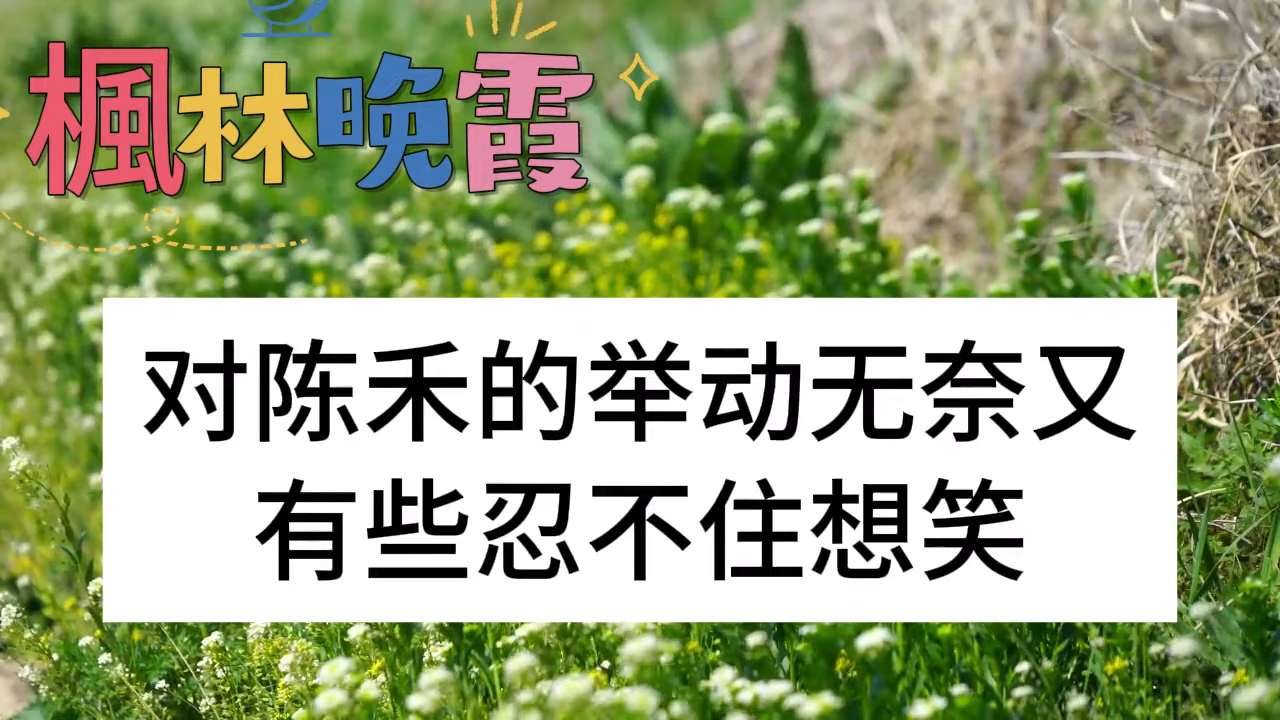 楓林晚霞
对陈禾的举动无奈又
有些忍不住想笑